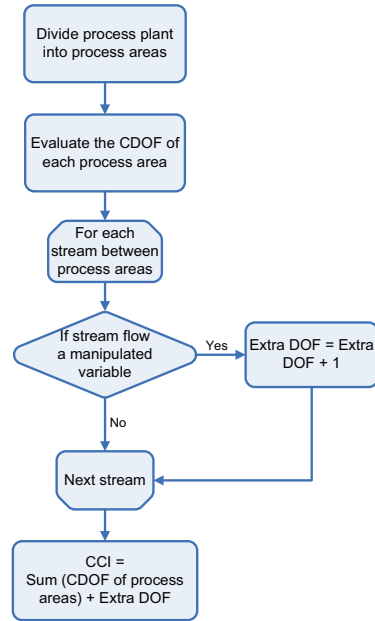 Divide process plant
into process areas
Evaluate the CDOF of
each process area
For each
stream between
process areas
If stream flow
a manipulated
variable
Yes
Extra DOF = Extra
DOF + 1
No
Next stream
CCI =
Sum (CDOF of process
areas) + Extra DOF